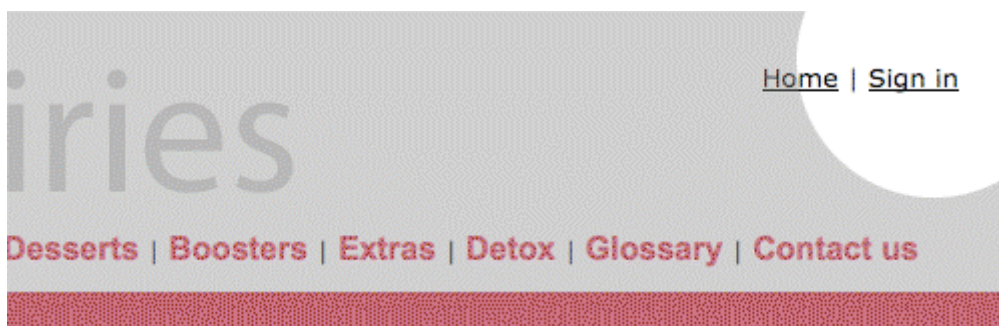 Home | Sign in
iries
Desserts | Boosters | Extras | Detox | Glossary | Contact us